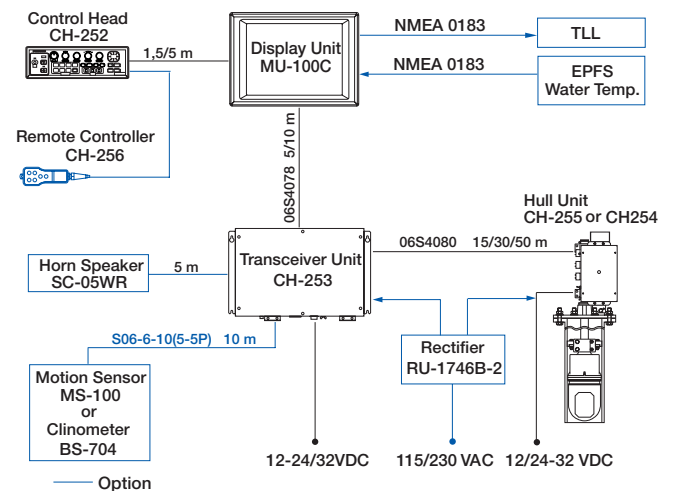 Control Head
CH-252
1,5/5 m
Display Unit
MU-100C
NMEA 0183
TLL
NMEA 0183
EPFS
Water Temp.
Remote Controller
CH-256
06S4078 5/10 m
Hull Unit
CH-255 or CH254
Horn Speaker
SC-05WR
5 m
Transceiver Unit
CH-253
06S4080 15/30/50 m
S06-6-10(5-5P) 10 m
Rectifier
RU-1746B-2
Motion Sensor
MS-100
or
Clinometer
BS-704
12-24/32VDC
115/230 VAC
12/24-32 VDC
Option